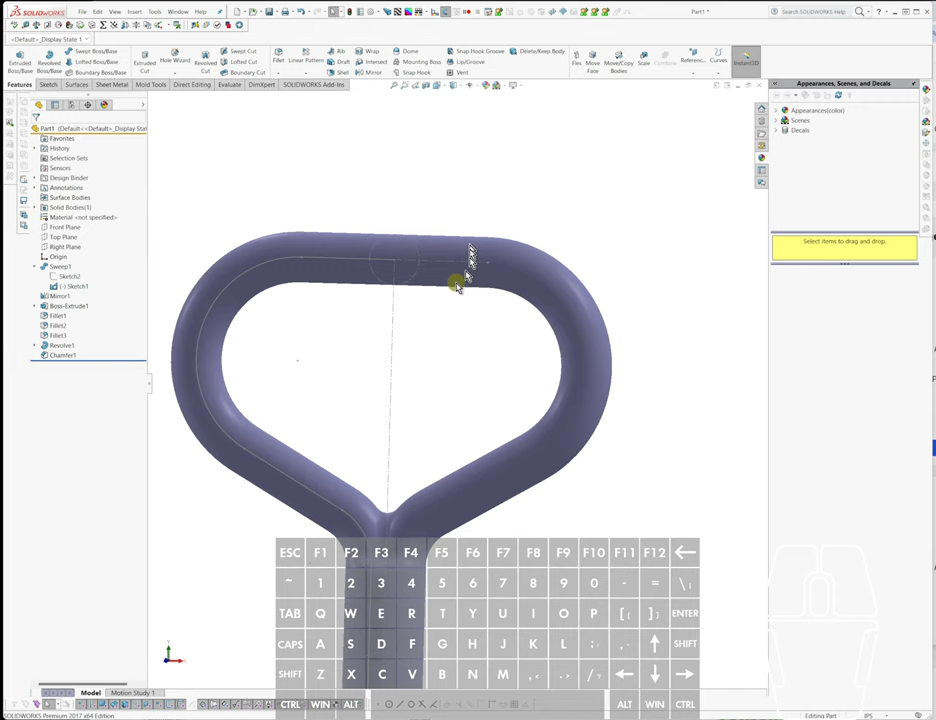 SOLIDWORKS File Edit View Insert Tools Window Help Part1 * Search SOLIDWORKS Help
<Default>_Display State 1
Extruded Boss/Base Revolved Boss/Base Swept Boss/Base Lofted Boss/Base Boundary Boss/Base Extruded Cut Hole Wizard Revolved Cut Swept Cut Lofted Cut Boundary Cut Fillet Linear Pattern Rib Draft Shell Wrap Intersect Mirror Dome Mounting Boss Snap Hook Snap Hook Groove Lip/Groove Vent Delete/Keep Body Flex Move Face Move/Copy Bodies Scale Combine Referenc... Curves Instant3D
Features Sketch Surfaces Sheet Metal Mold Tools Direct Editing Evaluate DimXpert SOLIDWORKS Add-Ins
Appearances, Scenes, and Decals
Appearances(color)
Scenes
Decals
Part1 (Default<<Default>_Display Stat
Favorites
History
Selection Sets
Sensors
Design Binder
Annotations
Surface Bodies
Solid Bodies(1)
Material <not specified>
Front Plane
Top Plane
Right Plane
Origin
Sweep1
Sketch2
(-) Sketch1
Mirror1
Boss-Extrude1
Fillet1
Fillet2
Fillet3
Revolve1
Chamfer1
Select items to drag and drop.
ESC F1 F2 F3 F4 F5 F6 F7 F8 F9 F10 F11 F12 ←
~ 1 2 3 4 5 6 7 8 9 0 - = \|
TAB Q W E R T Y U I O P [{ ]} ENTER
CAPS A S D F G H J K L : , . ↑ SHIFT
SHIFT Z X C V B N M , < . > / ? ← ↓ → CTRL
CTRL WIN ALT ALT WIN CTRL
Model Motion Study 1
SOLIDWORKS Premium 2017 x64 Edition Editing Part IPS